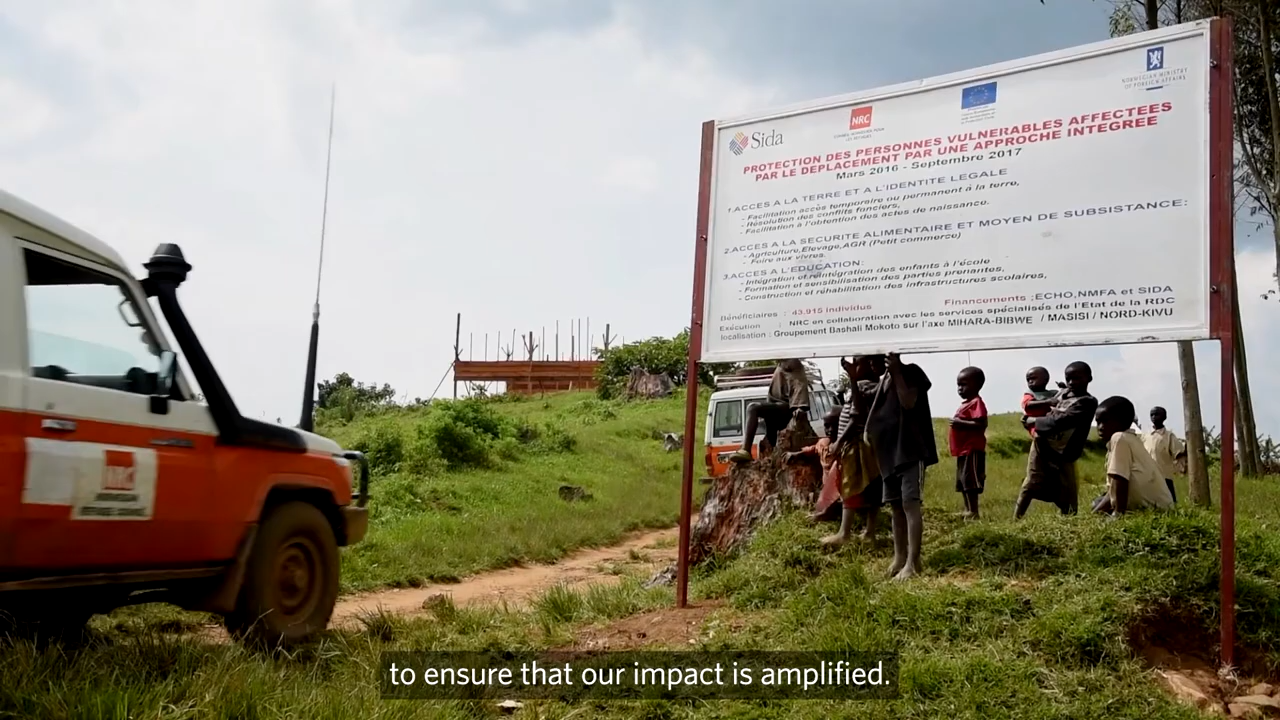 NORWEGIAN MINISTRY
OF FOREIGN AFFAIRS
Sida
NRC
PROTECTION DES PERSONNES VULNERABLES AFFECTEES
PAR LE DEPLACEMENT PAR UNE APPROCHE INTEGREE
Mars 2016 - Septembre 2017
1.ACCES A LA TERRE ET A L'IDENTITE LEGALE
- Facilitation accès temporaire ou permanent à la terre,
- Résolution des conflits fonciers,
- Facilitation à l'obtention des actes de naissance.
2.ACCES A LA SECURITE ALIMENTAIRE ET MOYEN DE SUBSISTANCE:
- Agriculture,Elevage,AGR (Petit commerce)
- Foire aux vivres.
3.ACCES A L'EDUCATION:
- Intégration et réintégration des enfants à l'école
- Formation et sensibilisation des parties prenantes,
- Construction et réhabilitation des infrastructures scolaires,
Bénéficiaires : 43.915 individus Financements :ECHO,NMFA et SIDA
Exécution : NRC en collaboration avec les services spécialisés de l'Etat de la RDC
localisation : Groupement Bashali Mokoto sur l'axe MIHARA-BIBWE / MASISI / NORD-KIVU
NRC
to ensure that our impact is amplified.